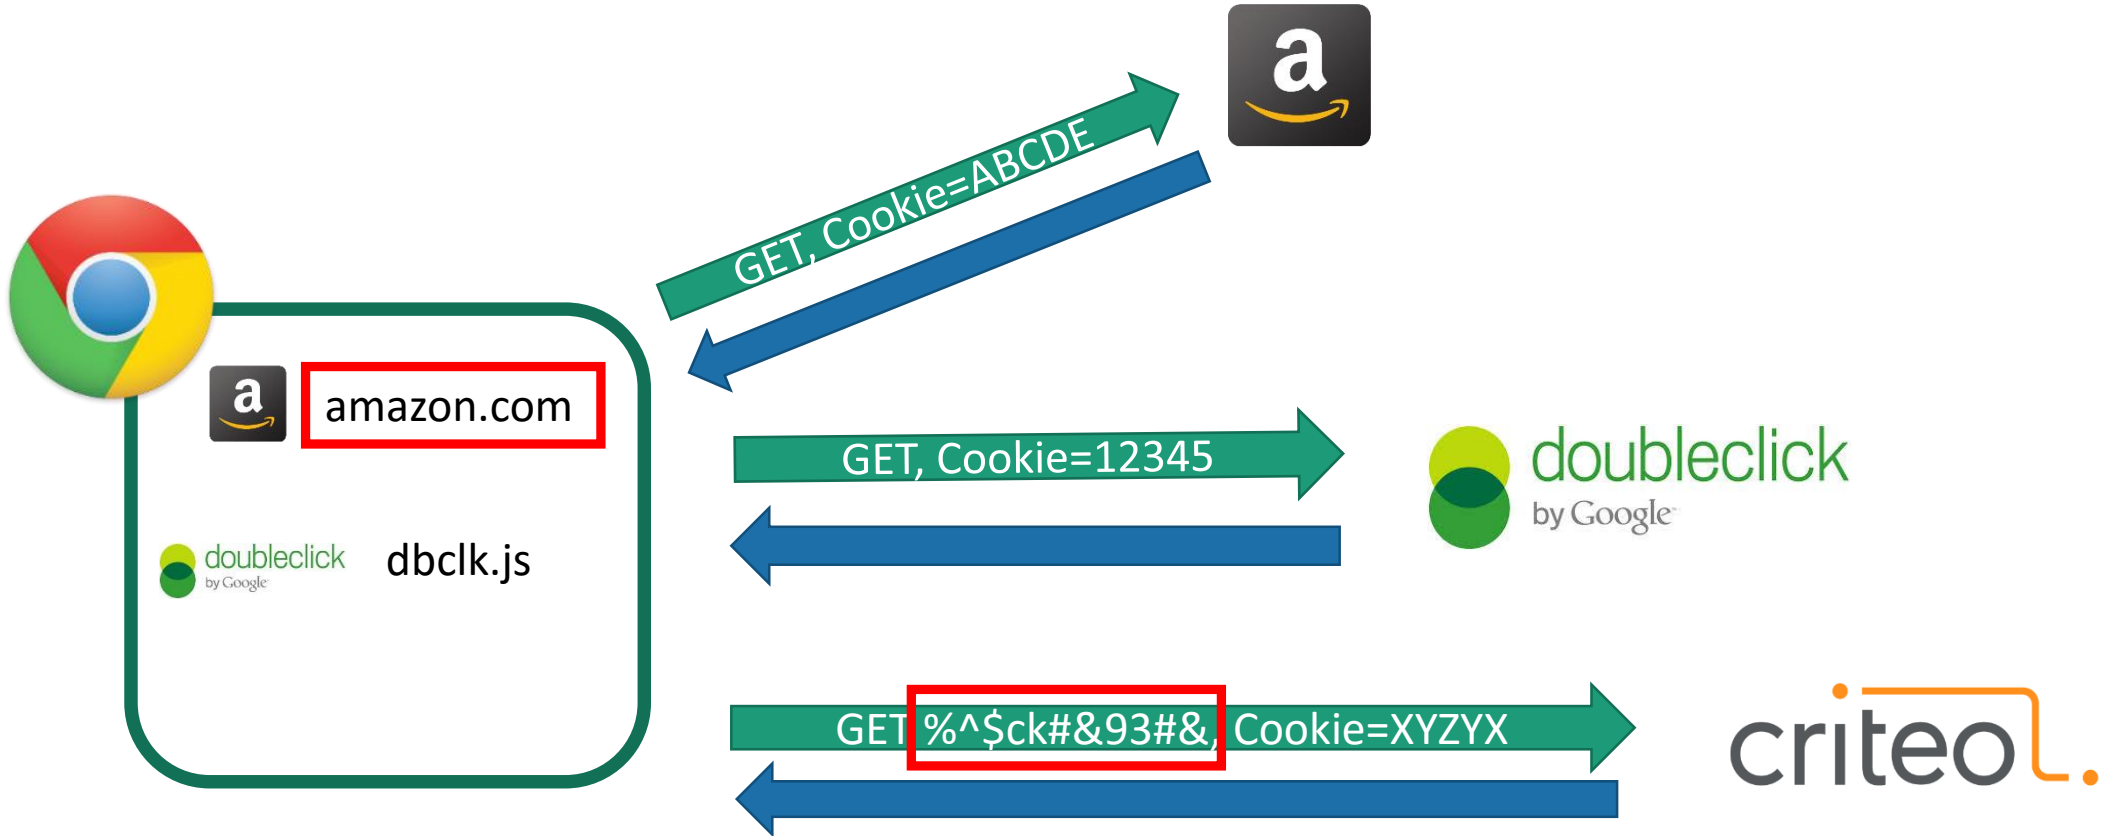 a
GET, Cookie=ABCDE
a
amazon.com
GET, Cookie=12345
doubleclick
by Google
doubleclick
by Google
dbclk.js
GET %^$ck#&93#&, Cookie=XYZYX
criteo